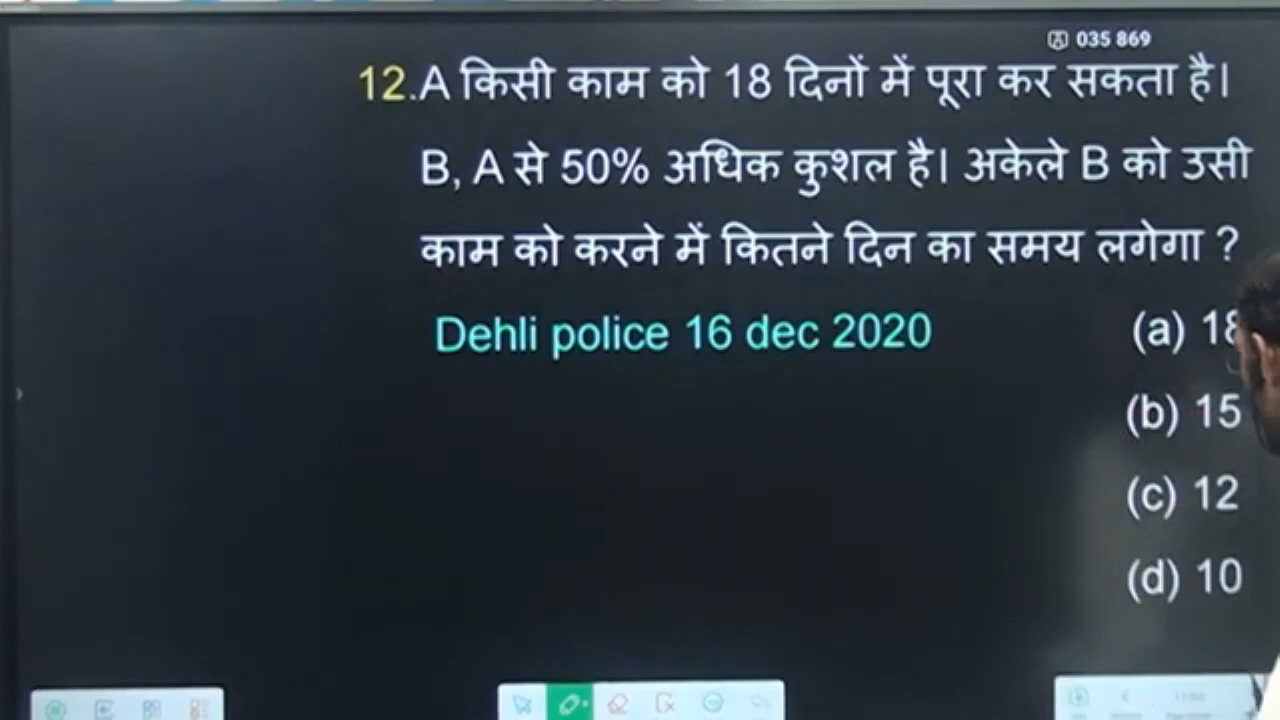 035 869
12.A किसी काम को 18 दिनों में पूरा कर सकता है।
B, A से 50% अधिक कुशल है। अकेले B को उसी
काम को करने में कितने दिन का समय लगेगा ?
Dehli police 16 dec 2020 (a) 18
(b) 15
(c) 12
(d) 10